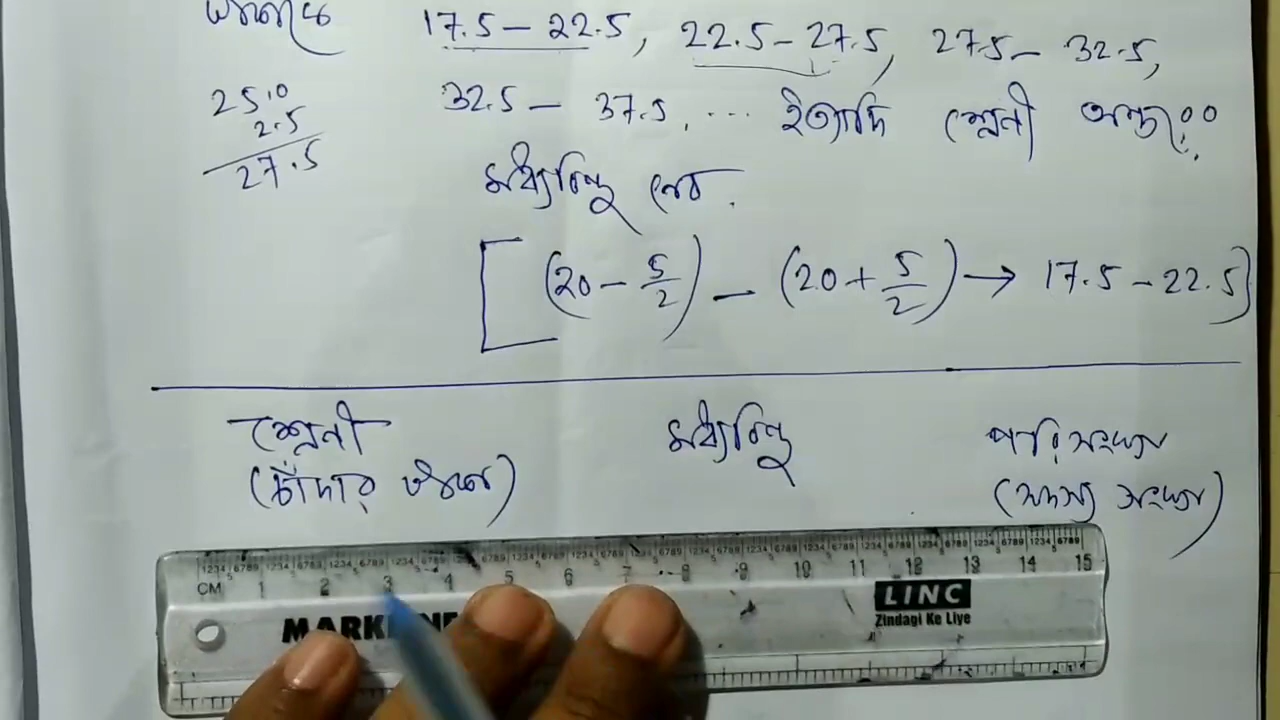 17.5 – 22.5, 22.5 – 27.5, 27.5 – 32.5,
25.0
2.5
27.5
32.5 – 37.5, ... ইত্যাদি শ্রেনী অন্তঃ
মধ্যবিন্দু
[(20 – 5/2) – (20 + 5/2) → 17.5 – 22.5]
শ্রেনী
(চাঁদার
মধ্যবিন্দু
পরিসংখ্যা
(সদস্য সংখ্যা)
CM 1 2 3 4 5 6 7 8 9 10 11 12 13 14 15
LINC
Zindagi Ke Liye